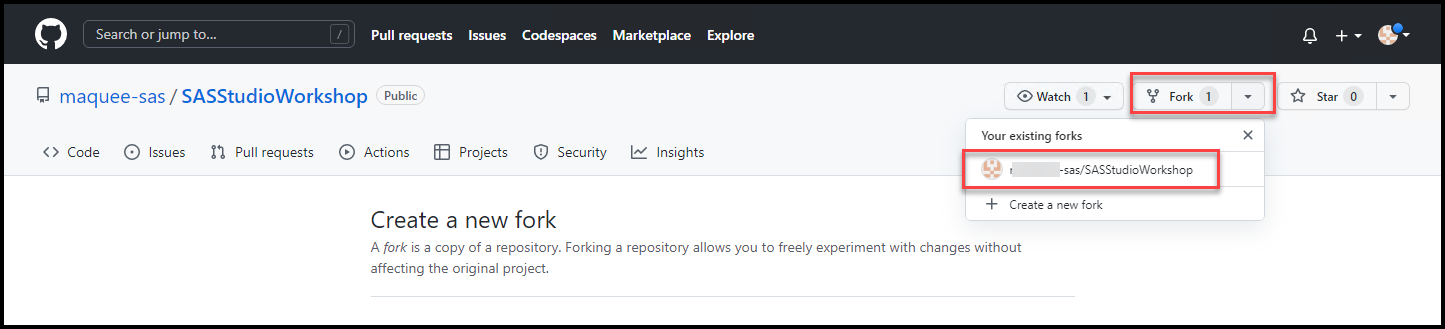 Search or jump to... / Pull requests Issues Codespaces Marketplace Explore
maquee-sas / SASStudioWorkshop Public Watch 1 Fork 1 Star 0
Your existing forks
-sas/SASStudioWorkshop
Create a new fork
Code Issues Pull requests Actions Projects Security Insights
Create a new fork
A fork is a copy of a repository. Forking a repository allows you to freely experiment with changes without
affecting the original project.